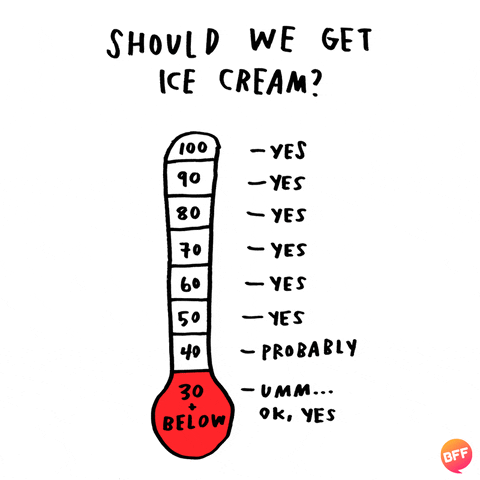 SHOULD WE GET
ICE CREAM?
100 – YES
90 – YES
80 – YES
70 – YES
60 – YES
50 – YES
40 – PROBABLY
30 – UMM...
+ OK, YES
BELOW
BFF